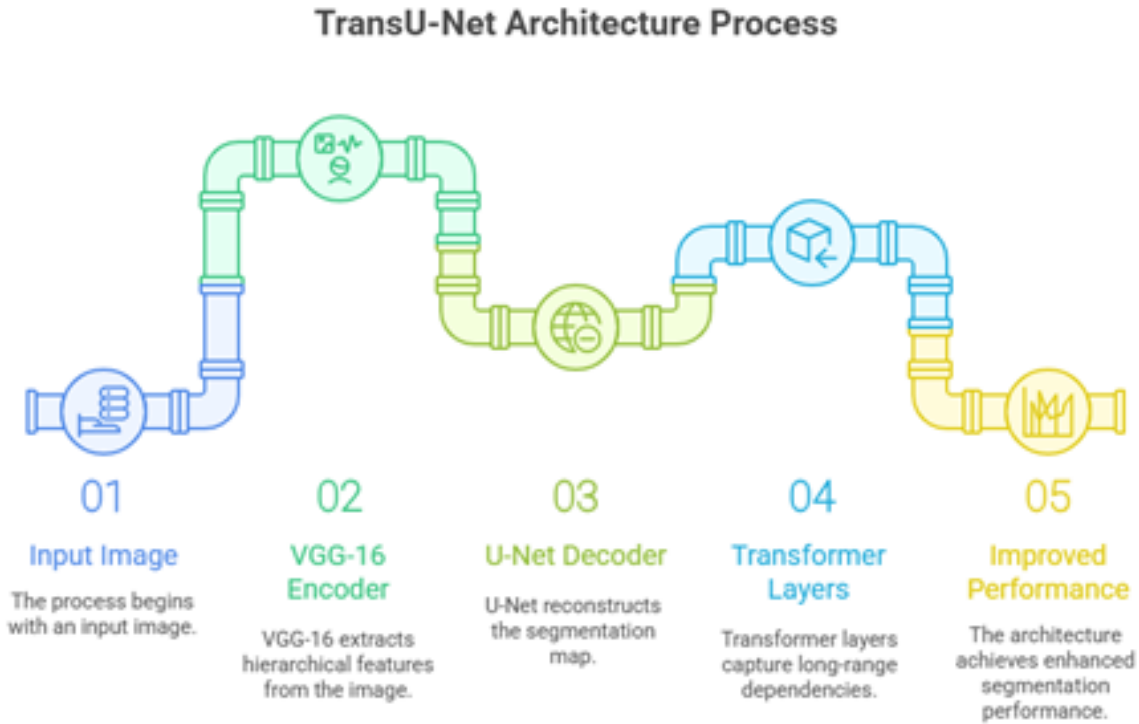 TransU-Net Architecture Process
01
Input Image
The process begins
with an input image.
02
VGG-16
Encoder
VGG-16 extracts
hierarchical features
from the image.
03
U-Net Decoder
U-Net reconstructs
the segmentation
map.
04
Transformer
Layers
Transformer layers
capture long-range
dependencies.
05
Improved
Performance
The architecture
achieves enhanced
segmentation
performance.